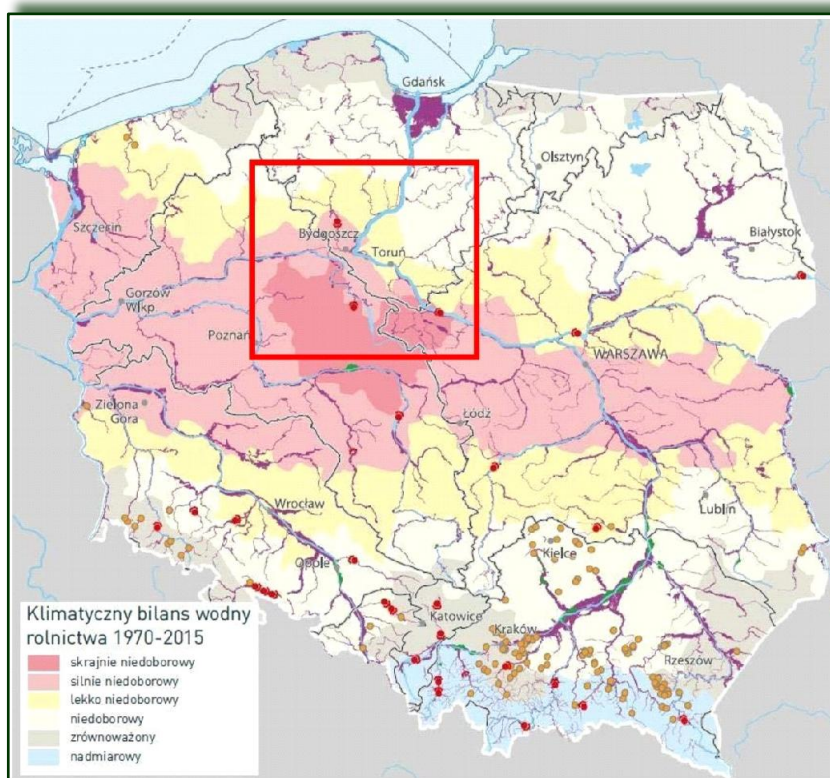 Gdańsk
Olsztyn
Szczecin
Bydgoszcz
Białystok
Toruń
Gorzów
Wlkp
Poznań
WARSZAWA
Zielona
Góra
Łódź
Wrocław
Lublin
Kielce
Opole
Katowice
Kraków
Rzeszów
Klimatyczny bilans wodny
rolnictwa 1970-2015
skrajnie niedoborowy
silnie niedoborowy
lekko niedoborowy
niedoborowy
zrównoważony
nadmiarowy